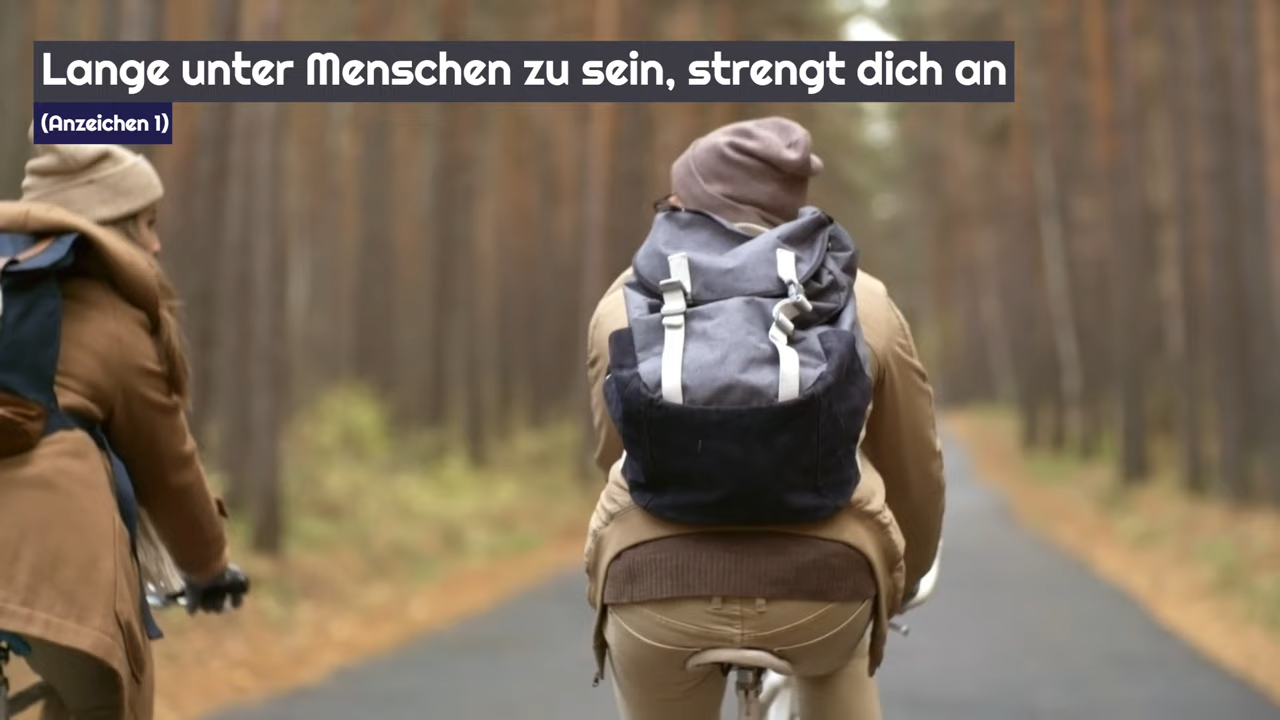 Lange unter Menschen zu sein, strengt dich an
(Anzeichen 1)